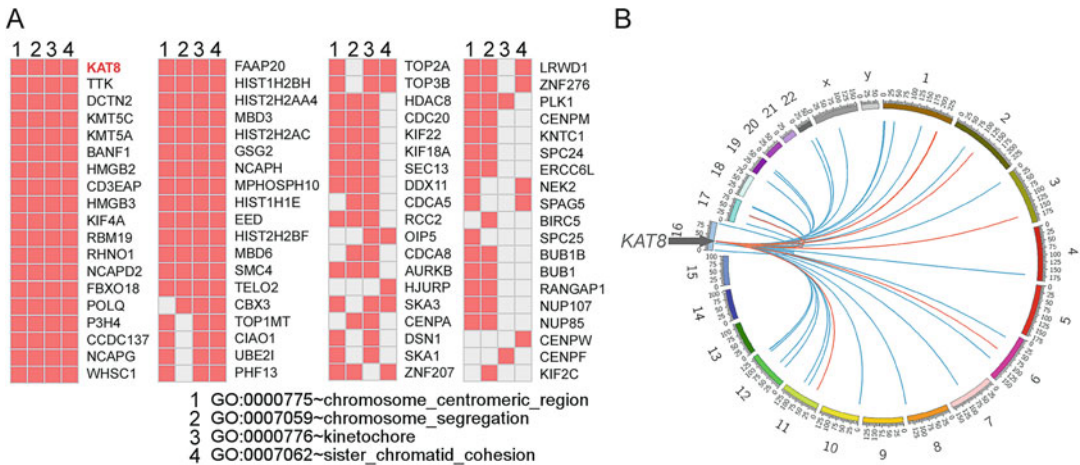 A
1 2 3 4
KAT8
TTK
DCTN2
KMT5C
KMT5A
BANF1
HMGB2
CD3EAP
HMGB3
KIF4A
RBM19
RHNO1
NCAPD2
FBXO18
POLQ
P3H4
CCDC137
NCAPG
WHSC1
1 2 3 4
FAAP20
HIST1H2BH
HIST2H2AA4
MBD3
HIST2H2AC
GSG2
NCAPH
MPHOSPH10
HIST1H1E
EED
HIST2H2BF
MBD6
SMC4
TELO2
CBX3
TOP1MT
CIAO1
UBE2I
PHF13
1 2 3 4
TOP2A
TOP3B
HDAC8
CDC20
KIF22
KIF18A
SEC13
DDX11
CDCA5
RCC2
OIP5
CDCA8
AURKB
HJURP
SKA3
CENPA
DSN1
SKA1
ZNF207
1 2 3 4
LRWD1
ZNF276
PLK1
CENPM
KNTC1
SPC24
ERCC6L
NEK2
SPAG5
BIRC5
SPC25
BUB1B
BUB1
RANGAP1
NUP107
NUP85
CENPW
CENPF
KIF2C
1 GO:0000775~chromosome_centromeric_region
2 GO:0007059~chromosome_segregation
3 GO:0000776~kinetochore
4 GO:0007062~sister_chromatid_cohesion
B
KAT8
1
2
3
4
5
6
7
8
9
10
11
12
13
14
15
16
17
18
19
20
21
22
x
y